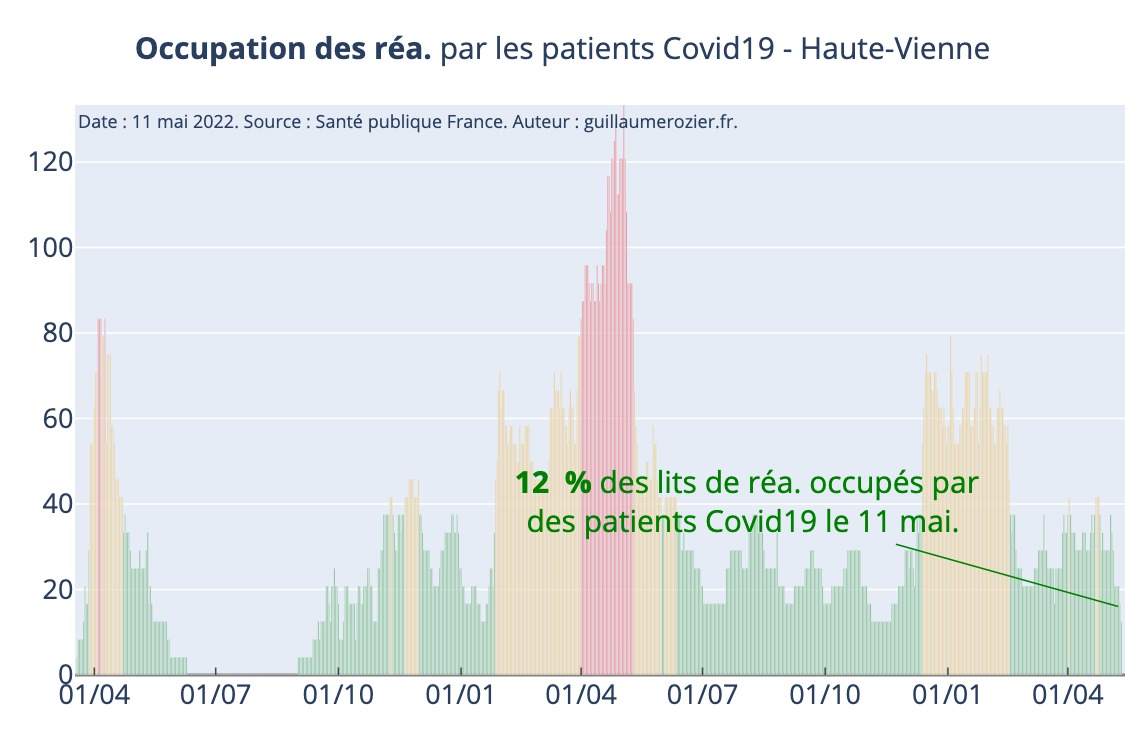 Occupation des réa. par les patients Covid19 - Haute-Vienne
Date : 11 mai 2022. Source : Santé publique France. Auteur : guillaumerozier.fr.
120
100
80
60
40
20
0
12 % des lits de réa. occupés par
des patients Covid19 le 11 mai.
01/04 01/07 01/10 01/01 01/04 01/07 01/10 01/01 01/04